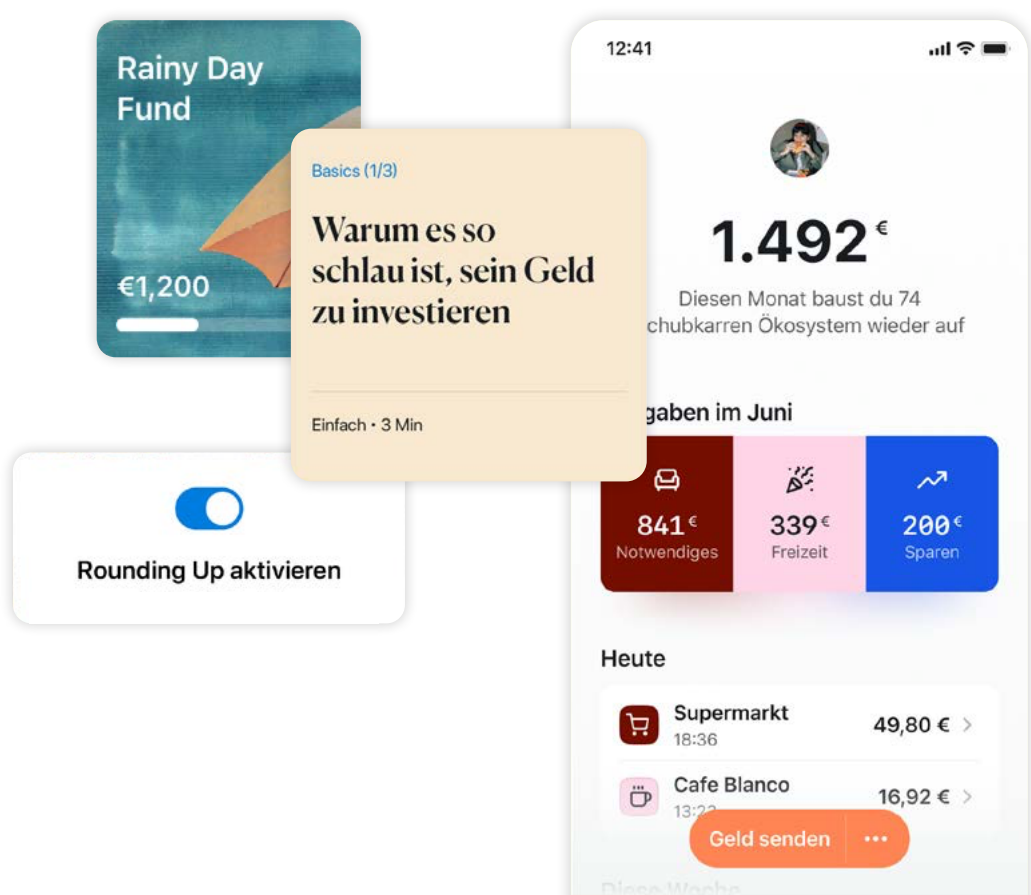 Rainy Day
Fund
€1,200
Basics (1/3)
Warum es so
schlau ist, sein Geld
zu investieren
Einfach • 3 Min
Rounding Up aktivieren
12:41
1.492 €
Diesen Monat baust du 74
chubkarren Ökosystem wieder auf
gaben im Juni
841 €
Notwendiges
339 €
Freizeit
200 €
Sparen
Heute
Supermarkt
18:36
49,80 €
Cafe Blanco
16,92 €
Geld senden
Diese Woche